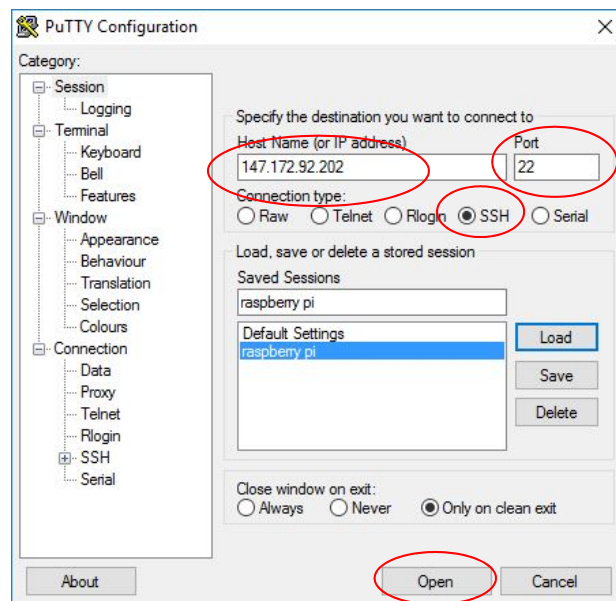 PuTTY Configuration
Category:
Session
Logging
Terminal
Keyboard
Bell
Features
Window
Appearance
Behaviour
Translation
Selection
Colours
Connection
Data
Proxy
Telnet
Rlogin
SSH
Serial
Specify the destination you want to connect to
Host Name (or IP address) Port
147.172.92.202 22
Connection type:
Raw Telnet Rlogin SSH Serial
Load, save or delete a stored session
Saved Sessions
raspberry pi
Default Settings
raspberry pi
Load
Save
Delete
Close window on exit:
Always Never Only on clean exit
About Open Cancel